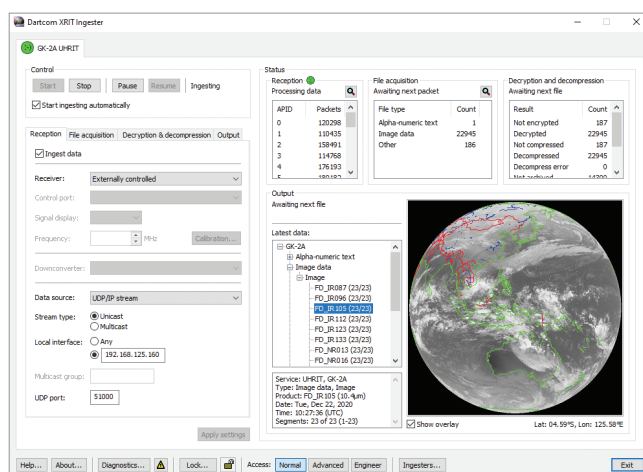 Dartcom XRIT Ingester
GK-2A UHRIT
Control
Start Stop Pause Resume Ingesting
Start ingesting automatically
Reception File acquisition Decryption & decompression Output
Ingest data
Receiver: Externally controlled
Control port:
Signal display:
Frequency: MHz Calibration...
Downconverter:
Data source: UDP/IP stream
Stream type: Unicast
Multicast
Local interface: Any
192.168.125.160
Multicast group:
UDP port: 51000
Apply settings
Status
Reception
Processing data
APID Packets
0 120298
1 110435
2 158491
3 114768
4 176193
File acquisition
Awaiting next packet
File type Count
Alpha-numeric text 1
Image data 22945
Other 186
Decryption and decompression
Awaiting next file
Result Count
Not encrypted 187
Decrypted 22945
Not compressed 187
Decompressed 22945
Decompress error 0
Output
Awaiting next file
Latest data:
GK-2A
Alpha-numeric text
Image data
Image
FD_IR087 (23/23)
FD_IR096 (23/23)
FD_IR105 (23/23)
FD_IR112 (23/23)
FD_IR123 (23/23)
FD_IR133 (23/23)
FD_NR013 (23/23)
FD_NR016 (23/23)
Service: UHRIT, GK-2A
Type: Image data, Image
Product: FD_IR105 (10.4μm)
Date: Tue, Dec 22, 2020
Time: 10:27:36 (UTC)
Segments: 23 of 23 (1-23)
Show overlay Lat: 04.59°S, Lon: 125.58°E
Help... About... Diagnostics... Lock... Access: Normal Advanced Engineer Ingesters... Exit